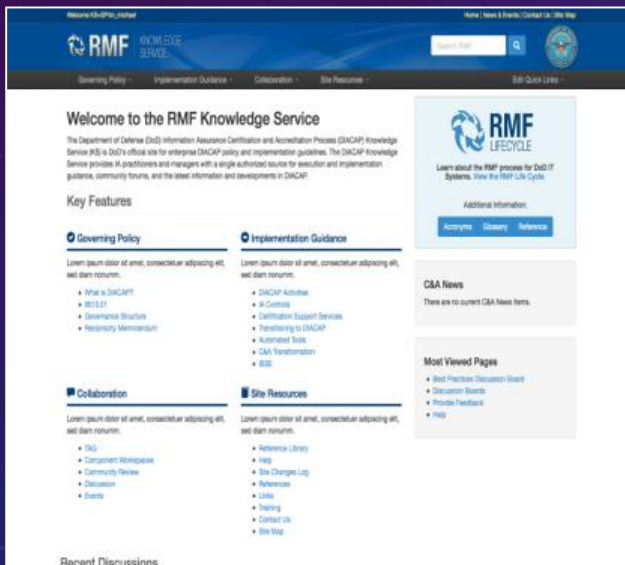 Home | News & Events | Contact Us | Site Map
RMF KNOWLEDGE SERVICE
Search RMF
Governing Policy
Implementation Guidance
Collaboration
Site Resources
Edit Quick Links
Welcome to the RMF Knowledge Service
The Department of Defense (DoD) Information Assurance Certification and Accreditation Process (DIACAP) Knowledge
Service (KS) is DoD's official site for enterprise DIACAP policy and implementation guidelines. The DIACAP Knowledge
Service provides IA practitioners and managers with a single authorized source for execution and implementation
guidance, community forums, and the latest information and developments in DIACAP.
Key Features
Governing Policy
Lorem ipsum dolor sit amet, consectetuer adipiscing elit,
sed diam nonumm.
What is DIACAP?
8510.01
Governance Structure
Reciprocity Memorandum
Implementation Guidance
Lorem ipsum dolor sit amet, consectetuer adipiscing elit,
sed diam nonumm.
DIACAP Activities
IA Controls
Certification Support Services
Transitioning to DIACAP
Automated Tools
C&A Transformation
Collaboration
Lorem ipsum dolor sit amet, consectetuer adipiscing elit,
sed diam nonumm.
TAG
Component Workspaces
Community Review
Discussion
Events
Site Resources
Lorem ipsum dolor sit amet, consectetuer adipiscing elit,
sed diam nonumm.
Reference Library
Help
Site Changes Log
References
Links
Training
Contact Us
Site Map
RMF
LIFECYCLE
Learn about the RMF process for DoD IT
Systems. View the RMF Life Cycle.
Additional Information:
Acronyms
Glossary
Reference
C&A News
There are no current C&A News items.
Most Viewed Pages
Best Practices Discussion Board
Discussion Boards
Provide Feedback
Help
Recent Discussions